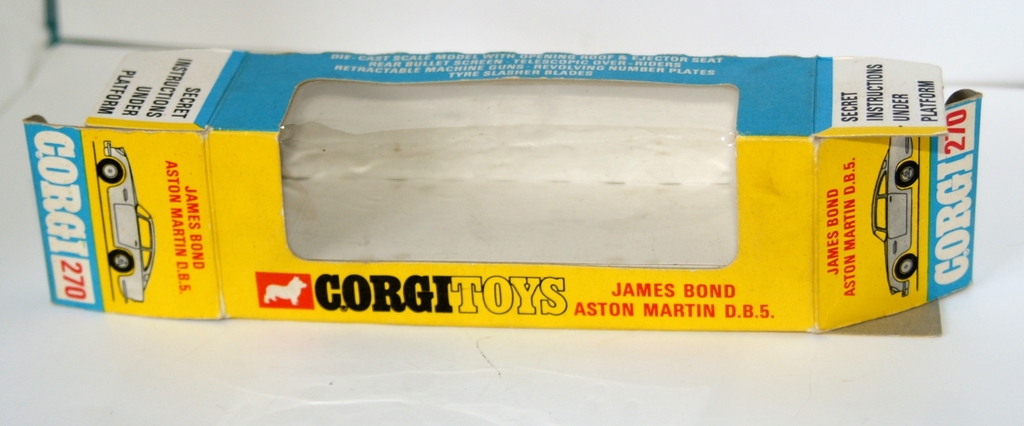 DIE-CAST SCALE MODEL WITH OPENING ROOF & EJECTOR SEAT
REAR BULLET SCREEN - TELESCOPIC OVER-RIDERS
RETRACTABLE MACHINE GUNS - REVOLVING NUMBER PLATES
TYRE SLASHER BLADES
SECRET
INSTRUCTIONS
UNDER
PLATFORM
SECRET
INSTRUCTIONS
UNDER
PLATFORM
CORGI 270
JAMES BOND
ASTON MARTIN D.B.5.
CORGI TOYS
JAMES BOND
ASTON MARTIN D.B.5.
JAMES BOND
ASTON MARTIN D.B.5.
CORGI 270